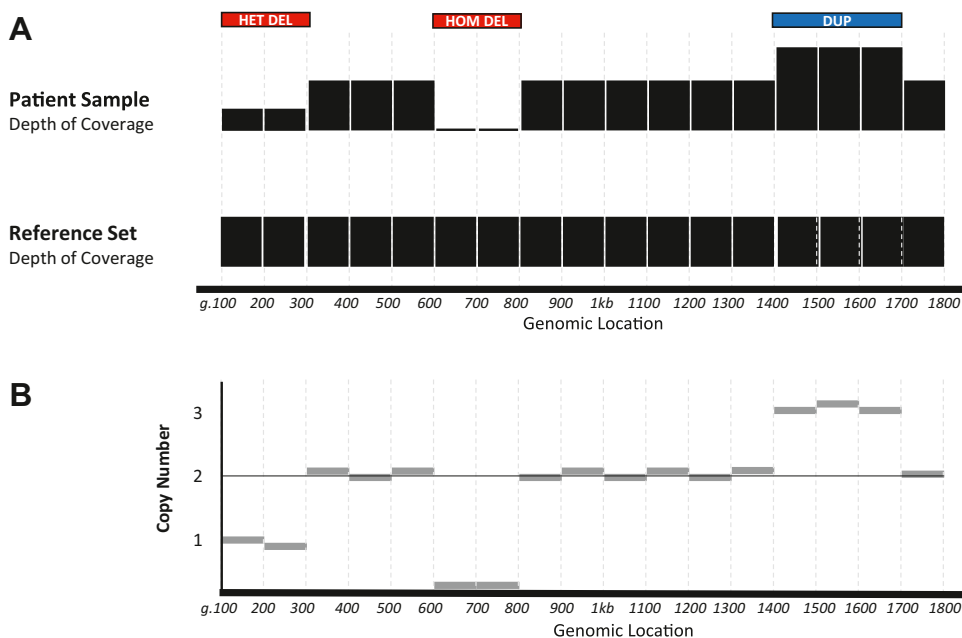 A
HET DEL HOM DEL DUP
Patient Sample
Depth of Coverage
Reference Set
Depth of Coverage
g.100 200 300 400 500 600 700 800 900 1kb 1100 1200 1300 1400 1500 1600 1700 1800
Genomic Location
B
Copy Number
3
2
1
g.100 200 300 400 500 600 700 800 900 1kb 1100 1200 1300 1400 1500 1600 1700 1800
Genomic Location